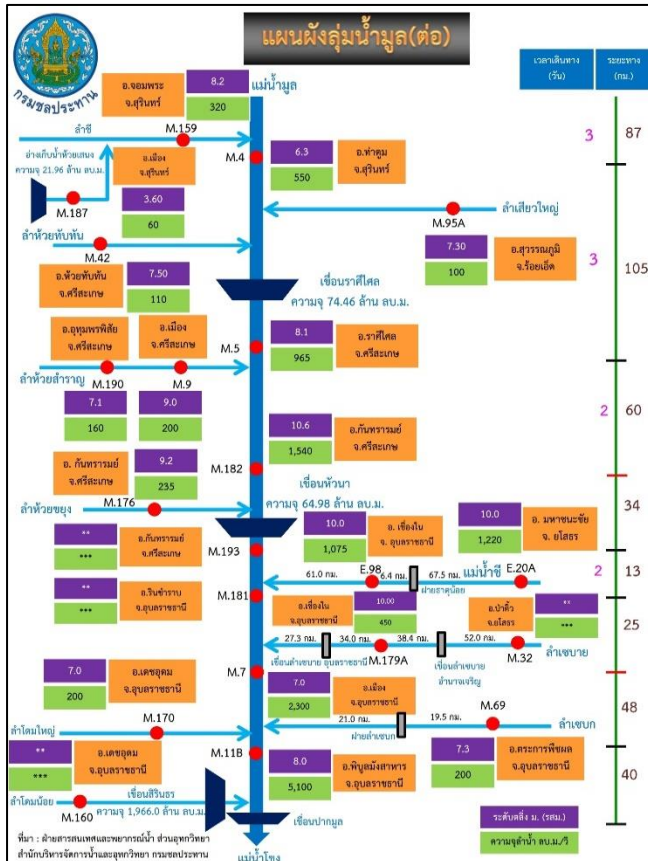 แผนผังลุ่มน้ำมูล(ต่อ)
กรมชลประทาน
เวลาเดินทาง
(วัน)
ระยะทาง
(กม.)
อ.จอมพระ
จ.สุรินทร์
8.2
320
แม่น้ำมูล
ลำชี
M.159
3
87
อ่างเก็บน้ำห้วยเสนง
ความจุ 21.96 ล้าน ลบ.ม.
M.187
อ.เมือง
จ.สุรินทร์
3.60
60
M.4
6.3
550
อ.ท่าตูม
จ.สุรินทร์
M.95A
ลำเสียวใหญ่
ลำห้วยทับทัน
M.42
7.30
100
อ.สุวรรณภูมิ
จ.ร้อยเอ็ด
3
105
อ.ห้วยทับทัน
จ.ศรีสะเกษ
7.50
110
เขื่อนราศีไศล
ความจุ 74.46 ล้าน ลบ.ม.
อ.อุทุมพรพิสัย
จ.ศรีสะเกษ
อ.เมือง
จ.ศรีสะเกษ
M.5
8.1
965
อ.ราศีไศล
จ.ศรีสะเกษ
ลำห้วยสำราญ
M.190
M.9
7.1
160
9.0
200
2
60
10.6
1,540
อ.กันทรารมย์
จ.ศรีสะเกษ
M.182
อ. กันทรารมย์
จ.ศรีสะเกษ
9.2
235
ลำห้วยขยุง
M.176
เขื่อนหัวนา
ความจุ 64.98 ล้าน ลบ.ม.
34
**
***
อ.กันทรารมย์
จ.ศรีสะเกษ
M.193
10.0
1,075
อ. เขื่องใน
จ. อุบลราชธานี
10.0
1,220
อ. มหาชนะชัย
จ. ยโสธร
**
***
อ.วารินชำราบ
จ.อุบลราชธานี
M.181
61.0 กม.
E.98
6.4 กม.
แม่น้ำชี
67.5 กม.
E.20A
ฝายธาตุน้อย
2
13
อ.เขื่องใน
จ.อุบลราชธานี
10.00
450
อ.ป่าติ้ว
จ.ยโสธร
**
***
25
27.3 กม.
34.0 กม.
38.4 กม.
52.0 กม.
เขื่อนลำเซบาย อุบลราชธานี
M.179A
เขื่อนลำเซบาย
อำนาจเจริญ
M.32
ลำเซบาย
7.0
200
อ.เดชอุดม
จ.อุบลราชธานี
M.7
7.0
2,300
อ.เมือง
จ.อุบลราชธานี
ลำโดมใหญ่
M.170
21.0 กม.
ฝายลำเซบก
19.5 กม.
M.69
ลำเซบก
48
**
***
อ.เดชอุดม
จ.อุบลราชธานี
M.11B
8.0
5,100
อ.พิบูลมังสาหาร
จ.อุบลราชธานี
7.3
200
อ.ตระการพืชผล
จ.อุบลราชธานี
40
ลำโดมน้อย
M.160
เขื่อนสิรินธร
ความจุ 1,966.0 ล้าน ลบ.ม.
เขื่อนปากมูล
ระดับตลิ่ง ม. (รสม.)
ความจุลำน้ำ ลบ.ม./วิ
ที่มา : ฝ่ายสารสนเทศและพยากรณ์น้ำ ส่วนอุทกวิทยา
สำนักบริหารจัดการน้ำและอุทกวิทยา กรมชลประทาน
แม่น้ำโขง